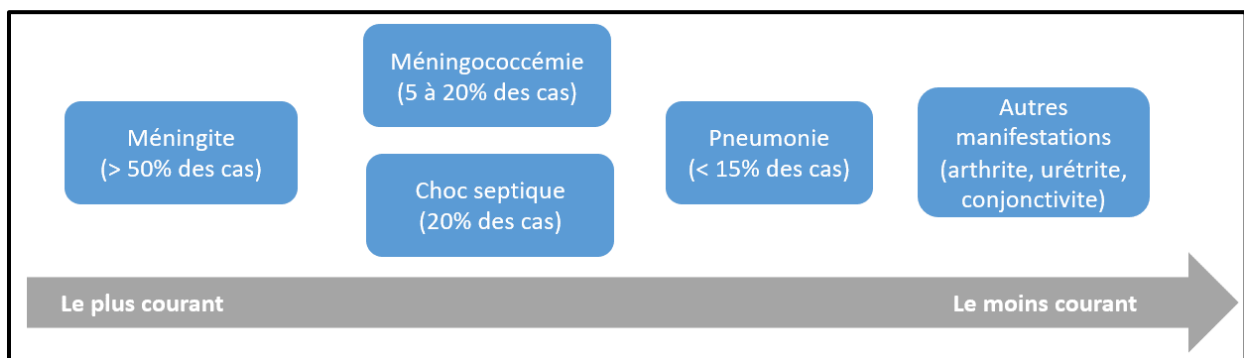 Méningite
(> 50% des cas)
Méningococcémie
(5 à 20% des cas)
Choc septique
(20% des cas)
Pneumonie
(< 15% des cas)
Autres
manifestations
(arthrite, urétrite,
conjonctivite)
Le plus courant
Le moins courant